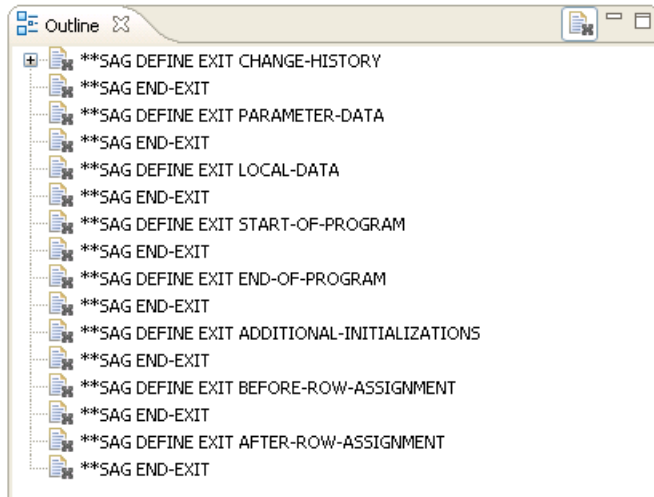 Outline
**SAG DEFINE EXIT CHANGE-HISTORY
**SAG END-EXIT
**SAG DEFINE EXIT PARAMETER-DATA
**SAG END-EXIT
**SAG DEFINE EXIT LOCAL-DATA
**SAG END-EXIT
**SAG DEFINE EXIT START-OF-PROGRAM
**SAG END-EXIT
**SAG DEFINE EXIT END-OF-PROGRAM
**SAG END-EXIT
**SAG DEFINE EXIT ADDITIONAL-INITIALIZATIONS
**SAG END-EXIT
**SAG DEFINE EXIT BEFORE-ROW-ASSIGNMENT
**SAG END-EXIT
**SAG DEFINE EXIT AFTER-ROW-ASSIGNMENT
**SAG END-EXIT